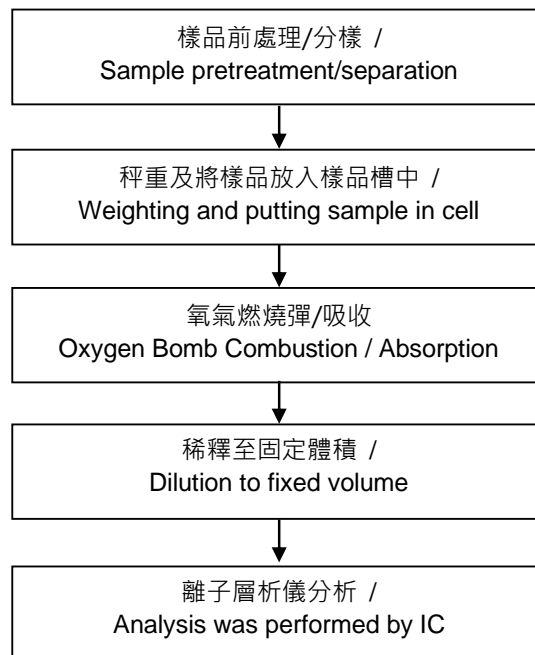 樣品前處理/分樣 /
Sample pretreatment/separation
秤重及將樣品放入樣品槽中 /
Weighting and putting sample in cell
氧氣燃燒彈/吸收
Oxygen Bomb Combustion / Absorption
稀釋至固定體積 /
Dilution to fixed volume
離子層析儀分析 /
Analysis was performed by IC